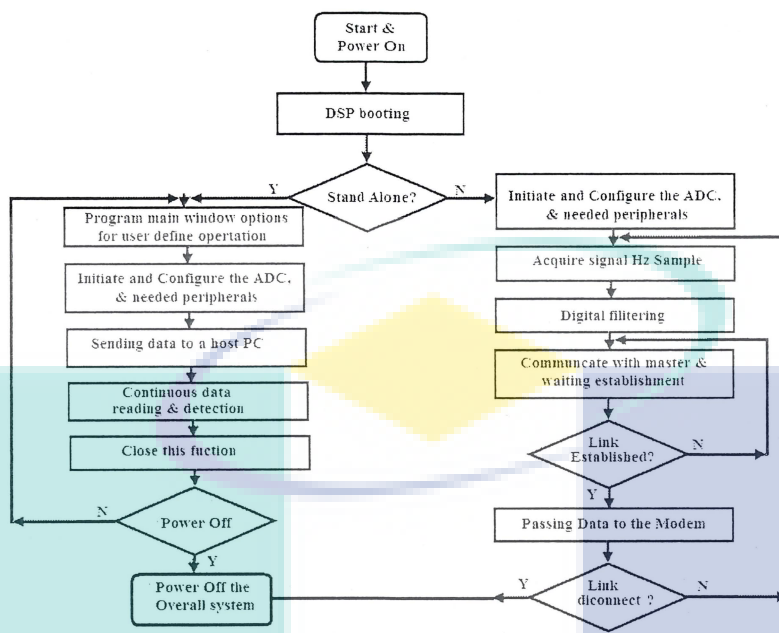 Start &
Power On
DSP booting
Stand Alone?
Y
N
Program main window options
for user define opertation
Initiate and Configure the ADC,
& needed peripherals
Sending data to a host PC
Continuous data
reading & detection
Close this fuction
Power Off
N
Y
Power Off the
Overall system
Initiate and Configure the ADC,
& needed peripherals
Acquire signal Hz Sample
Digital filitering
Communcate with master &
waiting establishment
Link
Established?
N
Y
Passing Data to the Modem
Link
diconnect ?
Y
N